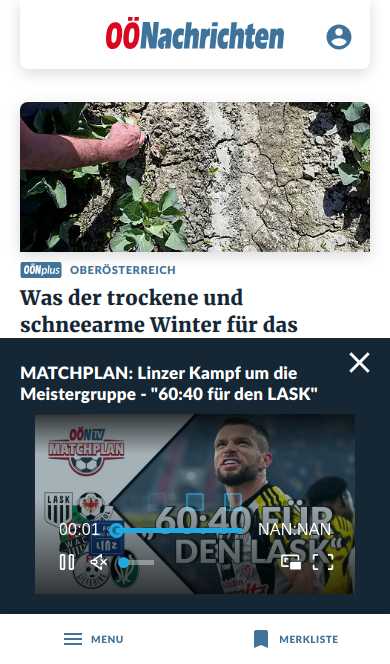 OÖNachrichten
OÖNplus OBERÖSTERREICH
Was der trockene und
schneearme Winter für das
MATCHPLAN: Linzer Kampf um die
Meistergruppe - "60:40 für den LASK"
OÖN TV
MATCHPLAN
LASK
„60:40 FÜR
DEN LASK“
00:01
NAN:NAN
LINZ
MENU
MERKLISTE